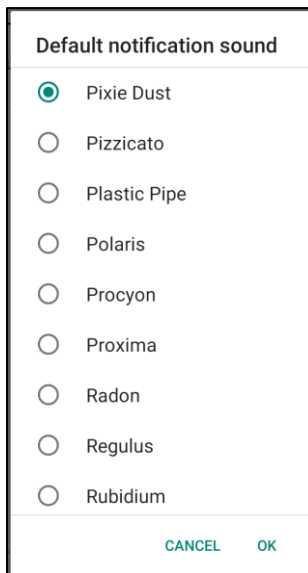 Default notification sound
Pixie Dust
Pizzicato
Plastic Pipe
Polaris
Procyon
Proxima
Radon
Regulus
Rubidium
CANCEL OK